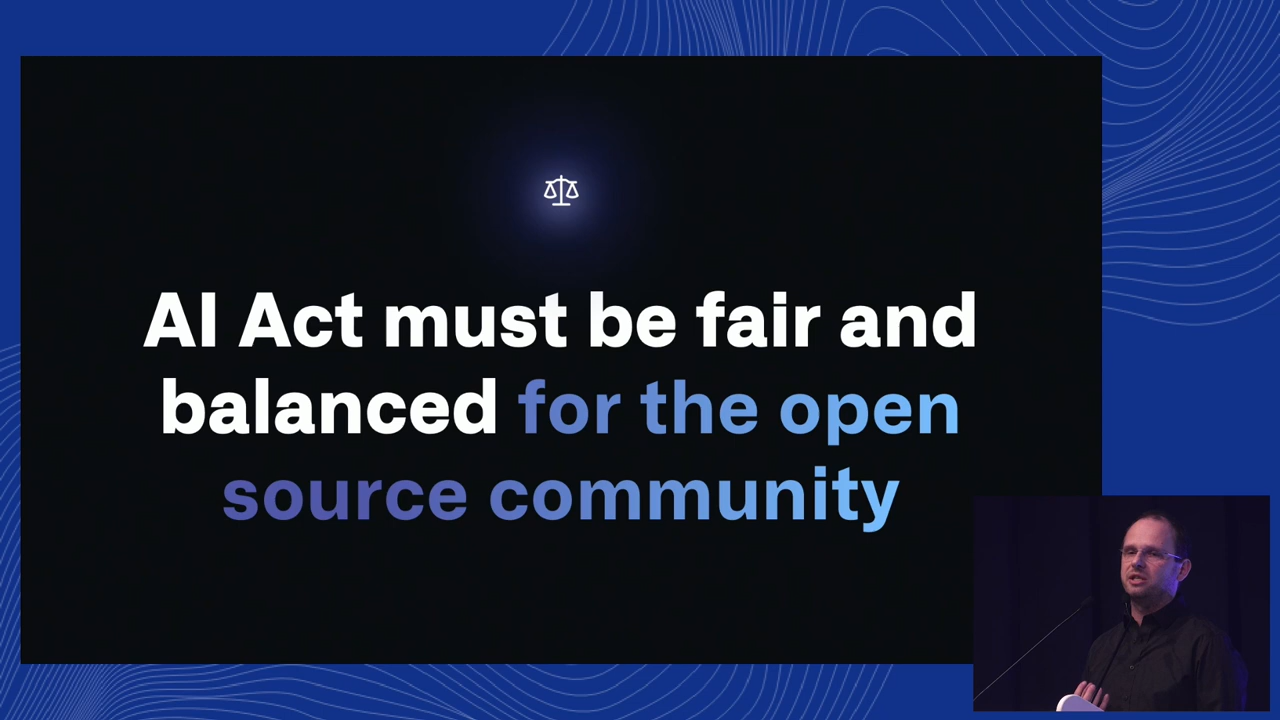 AI Act must be fair and
balanced for the open
source community